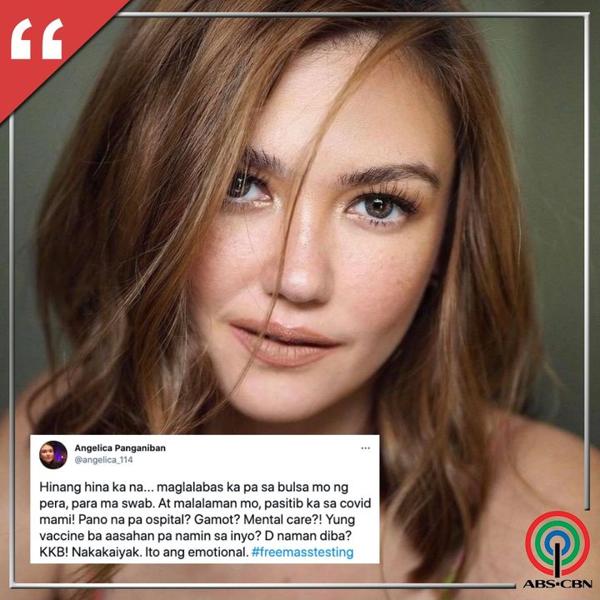 Angelica Panganiban
@angelica_114
Hinang hina ka na... maglalabas ka pa sa bulsa mo ng
pera, para ma swab. At malalaman mo, pasitib ka sa covid
mami! Pano na pa ospital? Gamot? Mental care?! Yung
vaccine ba aasahan pa namin sa inyo? D naman diba?
KKB! Nakakaiyak. Ito ang emotional. #freemasstesting
ABS•CBN